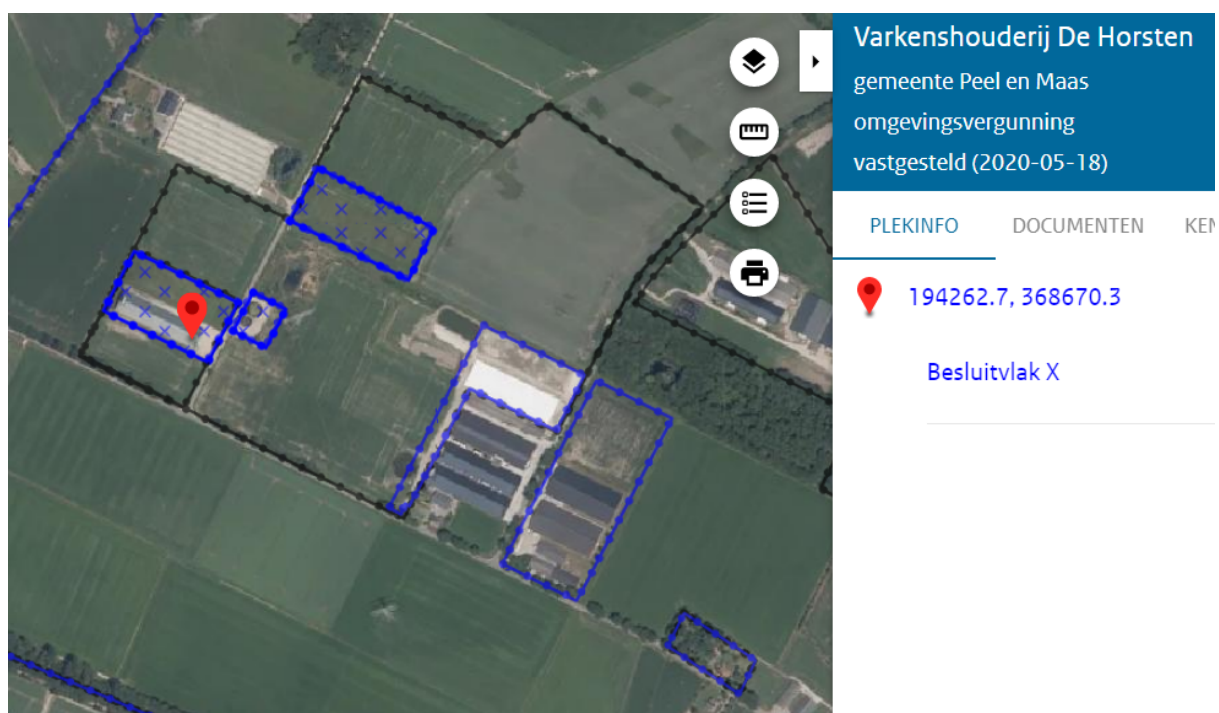 Varkenshouderij De Horsten
gemeente Peel en Maas
omgevingsvergunning
vastgesteld (2020-05-18)
PLEKINFO DOCUMENTEN
194262.7, 368670.3
Besluitvlak X